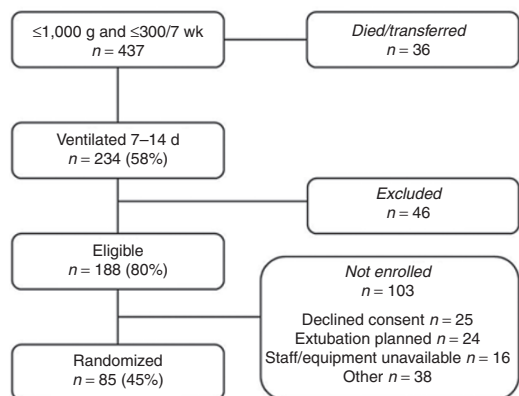 ≤1,000 g and ≤300/7 wk
n = 437
Died/transferred
n = 36
Ventilated 7–14 d
n = 234 (58%)
Excluded
n = 46
Eligible
n = 188 (80%)
Not enrolled
n = 103
Declined consent n = 25
Extubation planned n = 24
Staff/equipment unavailable n = 16
Other n = 38
Randomized
n = 85 (45%)